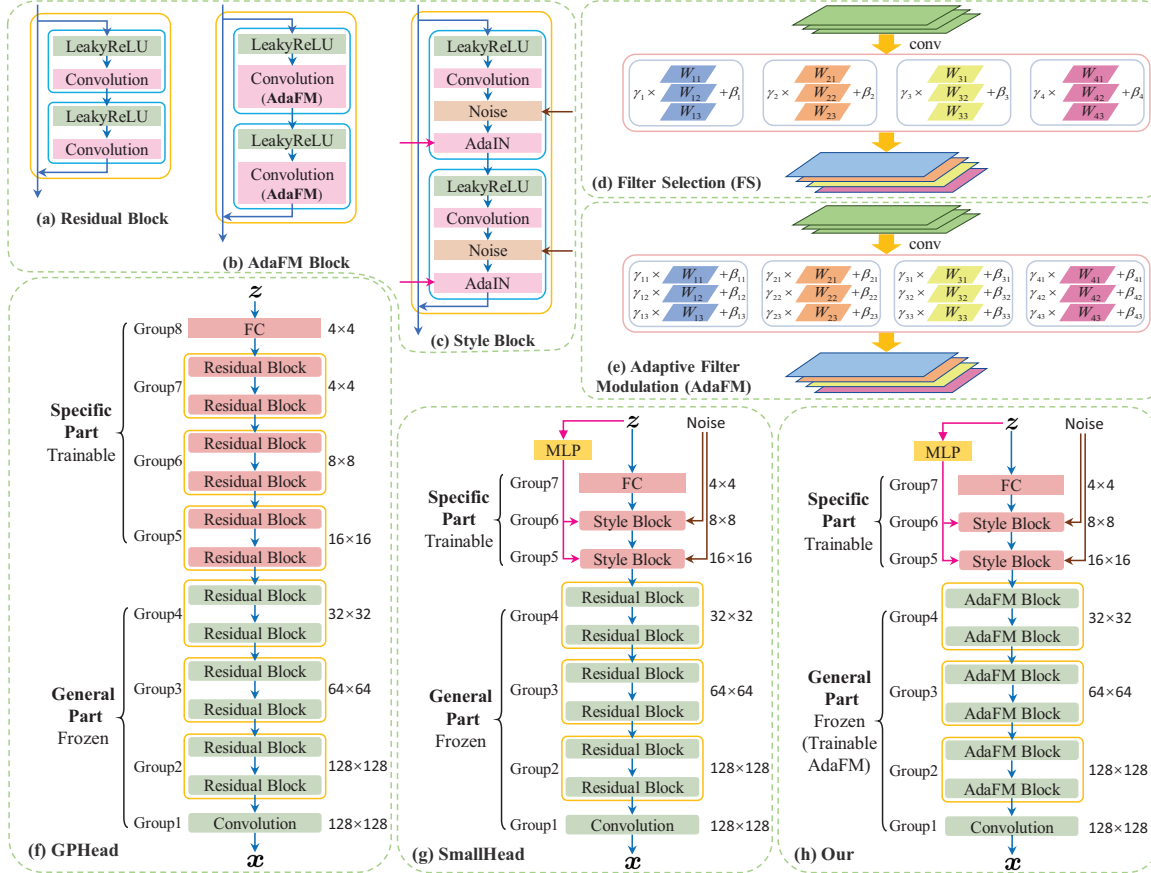 LeakyReLU
Convolution
LeakyReLU
Convolution
(a) Residual Block
LeakyReLU
Convolution
(AdaFM)
LeakyReLU
Convolution
(AdaFM)
(b) AdaFM Block
LeakyReLU
Convolution
Noise
AdaIN
LeakyReLU
Convolution
Noise
AdaIN
(c) Style Block
conv
W11
γ1 × W12 +β1
W13
W21
γ2 × W22 +β2
W23
W31
γ3 × W32 +β3
W33
W41
γ4 × W42 +β4
W43
(d) Filter Selection (FS)
conv
γ11 × W11 +β11
γ12 × W12 +β12
γ13 × W13 +β13
γ21 × W21 +β21
γ22 × W22 +β22
γ23 × W23 +β23
γ31 × W31 +β31
γ32 × W32 +β32
γ33 × W33 +β33
γ41 × W41 +β41
γ42 × W42 +β42
γ43 × W43 +β43
(e) Adaptive Filter
Modulation (AdaFM)
z
Group8 FC 4×4
Residual Block
Group7 4×4
Residual Block
Specific
Part
Trainable
Residual Block
Group6 8×8
Residual Block
Residual Block
Group5 16×16
Residual Block
Residual Block
Group4 32×32
Residual Block
Residual Block
Group3 64×64
Residual Block
General
Part
Frozen
Residual Block
Group2 128×128
Residual Block
Group1 Convolution 128×128
(f) GPHead
x
z Noise
MLP
Group7 FC 4×4
Specific
Part
Trainable
Group6 Style Block 8×8
Group5 Style Block 16×16
Residual Block
Group4 32×32
Residual Block
Residual Block
Group3 64×64
Residual Block
General
Part
Frozen
Residual Block
Group2 128×128
Residual Block
Group1 Convolution 128×128
(g) SmallHead
x
z Noise
MLP
Group7 FC 4×4
Specific
Part
Trainable
Group6 Style Block 8×8
Group5 Style Block 16×16
AdaFM Block
Group4 32×32
AdaFM Block
AdaFM Block
Group3 64×64
AdaFM Block
General
Part
Frozen
(Trainable
AdaFM)
AdaFM Block
Group2 128×128
AdaFM Block
Group1 Convolution 128×128
(h) Our
x